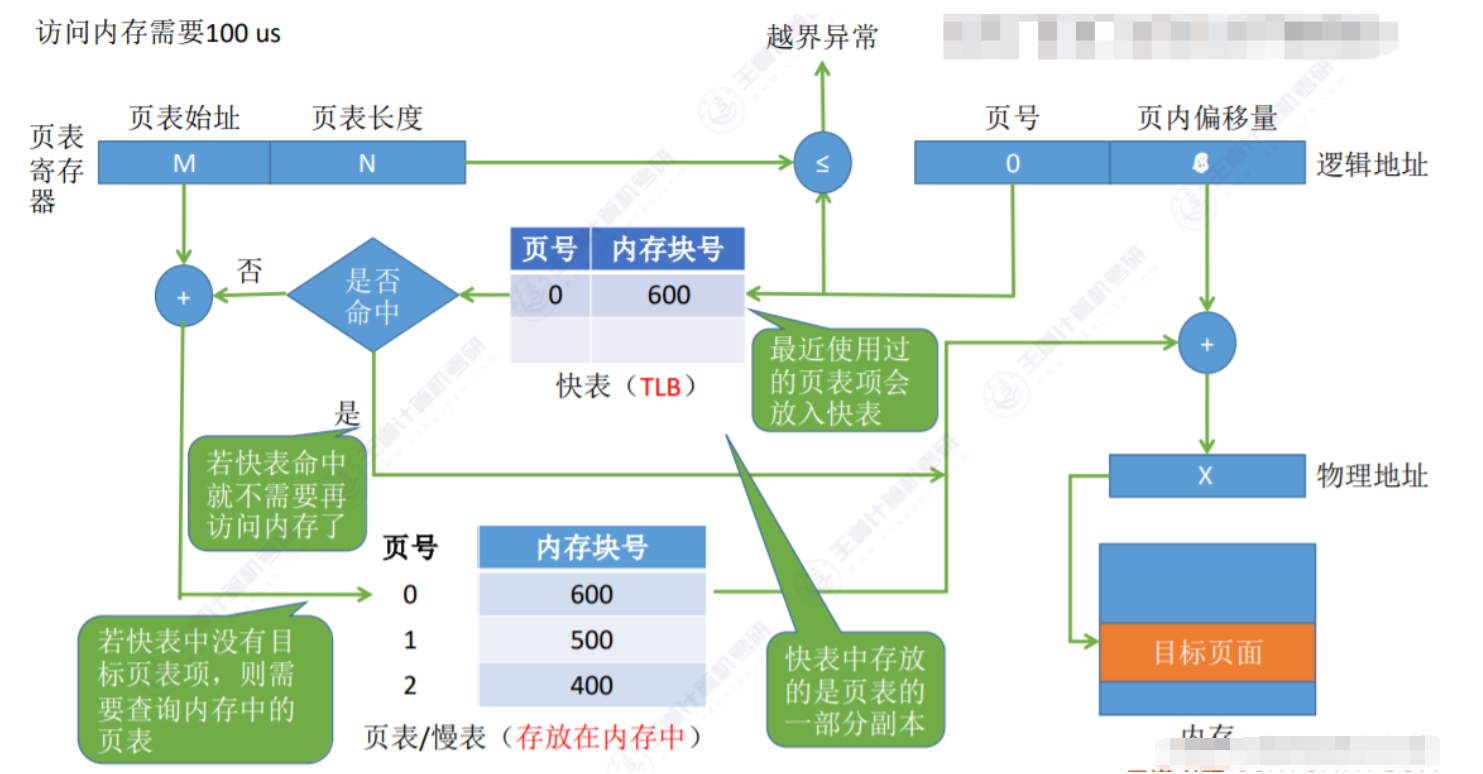 访问内存需要100 us
越界异常
页表始址
页表长度
页号
页内偏移量
页表
寄存
器
M
N
≤
0
逻辑地址
页号
内存块号
0
600
是否
命中
否
+
快表（TLB）
最近使用过
的页表项会
放入快表
+
是
若快表命中
就不需要再
访问内存了
X
物理地址
页号
内存块号
0
600
1
500
2
400
页表/慢表（存放在内存中）
若快表中没有目
标页表项，则需
要查询内存中的
页表
快表中存放
的是页表的
一部分副本
目标页面
内存
王道计算机考研